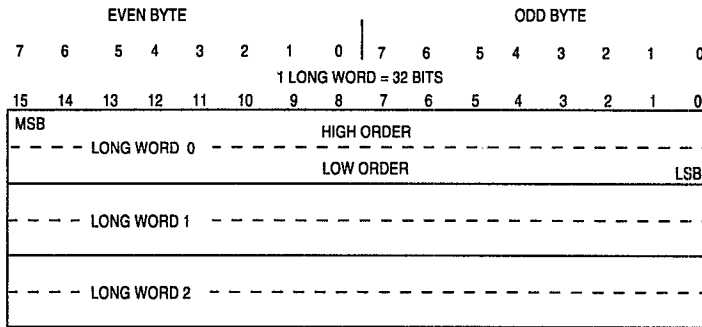 EVEN BYTE ODD BYTE
7 6 5 4 3 2 1 0 7 6 5 4 3 2 1 0
1 LONG WORD = 32 BITS
15 14 13 12 11 10 9 8 7 6 5 4 3 2 1 0
MSB HIGH ORDER
LONG WORD 0
LOW ORDER LSB
LONG WORD 1
LONG WORD 2